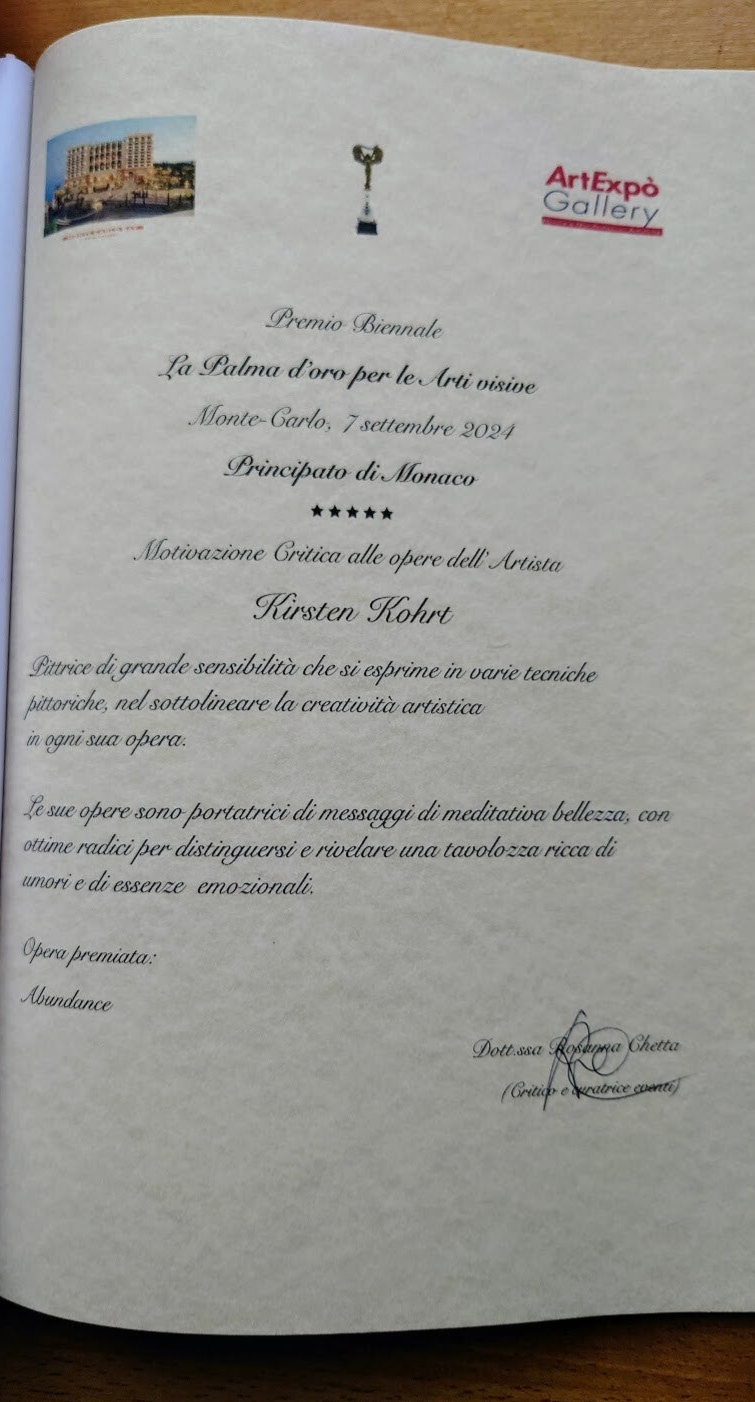 ArtExpò
Gallery
Premio Biennale
La Palma d'oro per le Arti visive
Monte-Carlo, 7 settembre 2024
Principato di Monaco
★★★★★
Motivazione Critica alle opere dell'Artista
Kirsten Kohrt
Pittrice di grande sensibilità che si esprime in varie tecniche
pittoriche, nel sottolineare la creatività artistica
in ogni sua opera.
Le sue opere sono portatrici di messaggi di meditativa bellezza, con
ottime radici per distinguersi e rivelare una tavolozza ricca di
umori e di essenze emozionali.
Opera premiata:
Abundance
Dott.ssa Rosanna Chetta
(Critico e curatrice eventi)